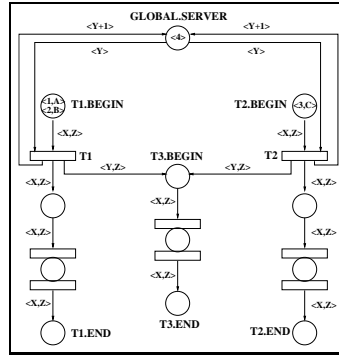 GLOBAL.SERVER
<Y+1> <4> <Y+1>
<Y> <Y>
<1,A> T1.BEGIN T2.BEGIN <3,C>
<2,B>
<X,Z> <X,Z>
T1 T3.BEGIN T2
<X,Z> <Y,Z> <Y,Z> <X,Z>
<X,Z>
<X,Z> <X,Z>
<X,Z>
<X,Z> <X,Z>
T1.END T3.END T2.END